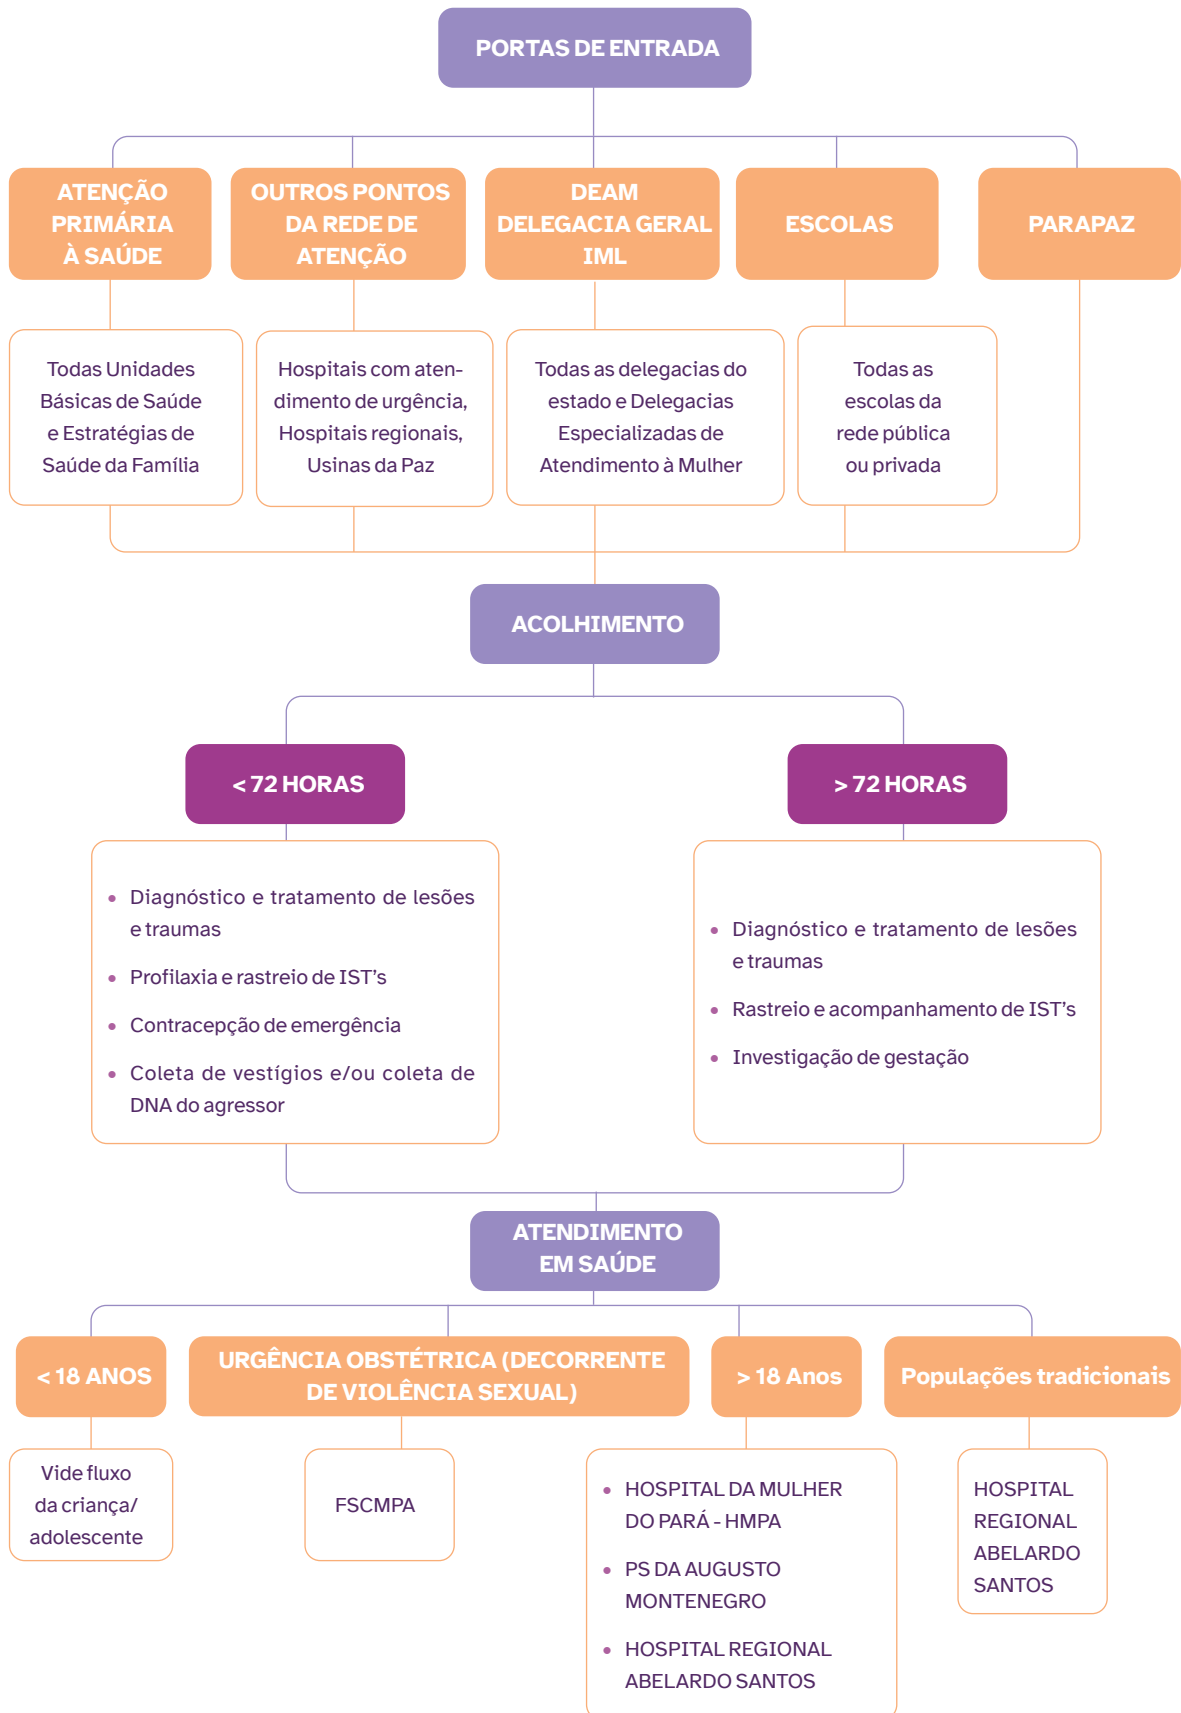 PORTAS DE ENTRADA
ATENÇÃO
PRIMÁRIA
À SAÚDE
OUTROS PONTOS
DA REDE DE
ATENÇÃO
DEAM
DELEGACIA GERAL
IML
ESCOLAS
PARAPAZ
Todas Unidades
Básicas de Saúde
e Estratégias de
Saúde da Família
Hospitais com aten-
dimento de urgência,
Hospitais regionais,
Usinas da Paz
Todas as delegacias do
estado e Delegacias
Especializadas de
Atendimento à Mulher
Todas as
escolas da
rede pública
ou privada
ACOLHIMENTO
< 72 HORAS
• Diagnóstico e tratamento de lesões
e traumas
• Profilaxia e rastreio de IST's
• Contracepção de emergência
• Coleta de vestígios e/ou coleta de
DNA do agressor
> 72 HORAS
• Diagnóstico e tratamento de lesões
e traumas
• Rastreio e acompanhamento de IST's
• Investigação de gestação
ATENDIMENTO
EM SAÚDE
< 18 ANOS
Vide fluxo
da criança/
adolescente
URGÊNCIA OBSTÉTRICA (DECORRENTE
DE VIOLÊNCIA SEXUAL)
FSCMPA
> 18 Anos
• HOSPITAL DA MULHER
DO PARÁ - HMPA
• PS DA AUGUSTO
MONTENEGRO
• HOSPITAL REGIONAL
ABELARDO SANTOS
Populações tradicionais
HOSPITAL
REGIONAL
ABELARDO
SANTOS